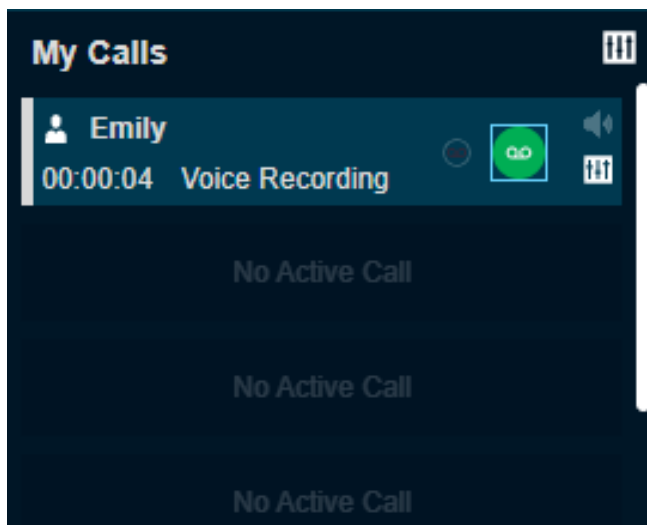 My Calls
Emily
00:00:04 Voice Recording
No Active Call
No Active Call
No Active Call